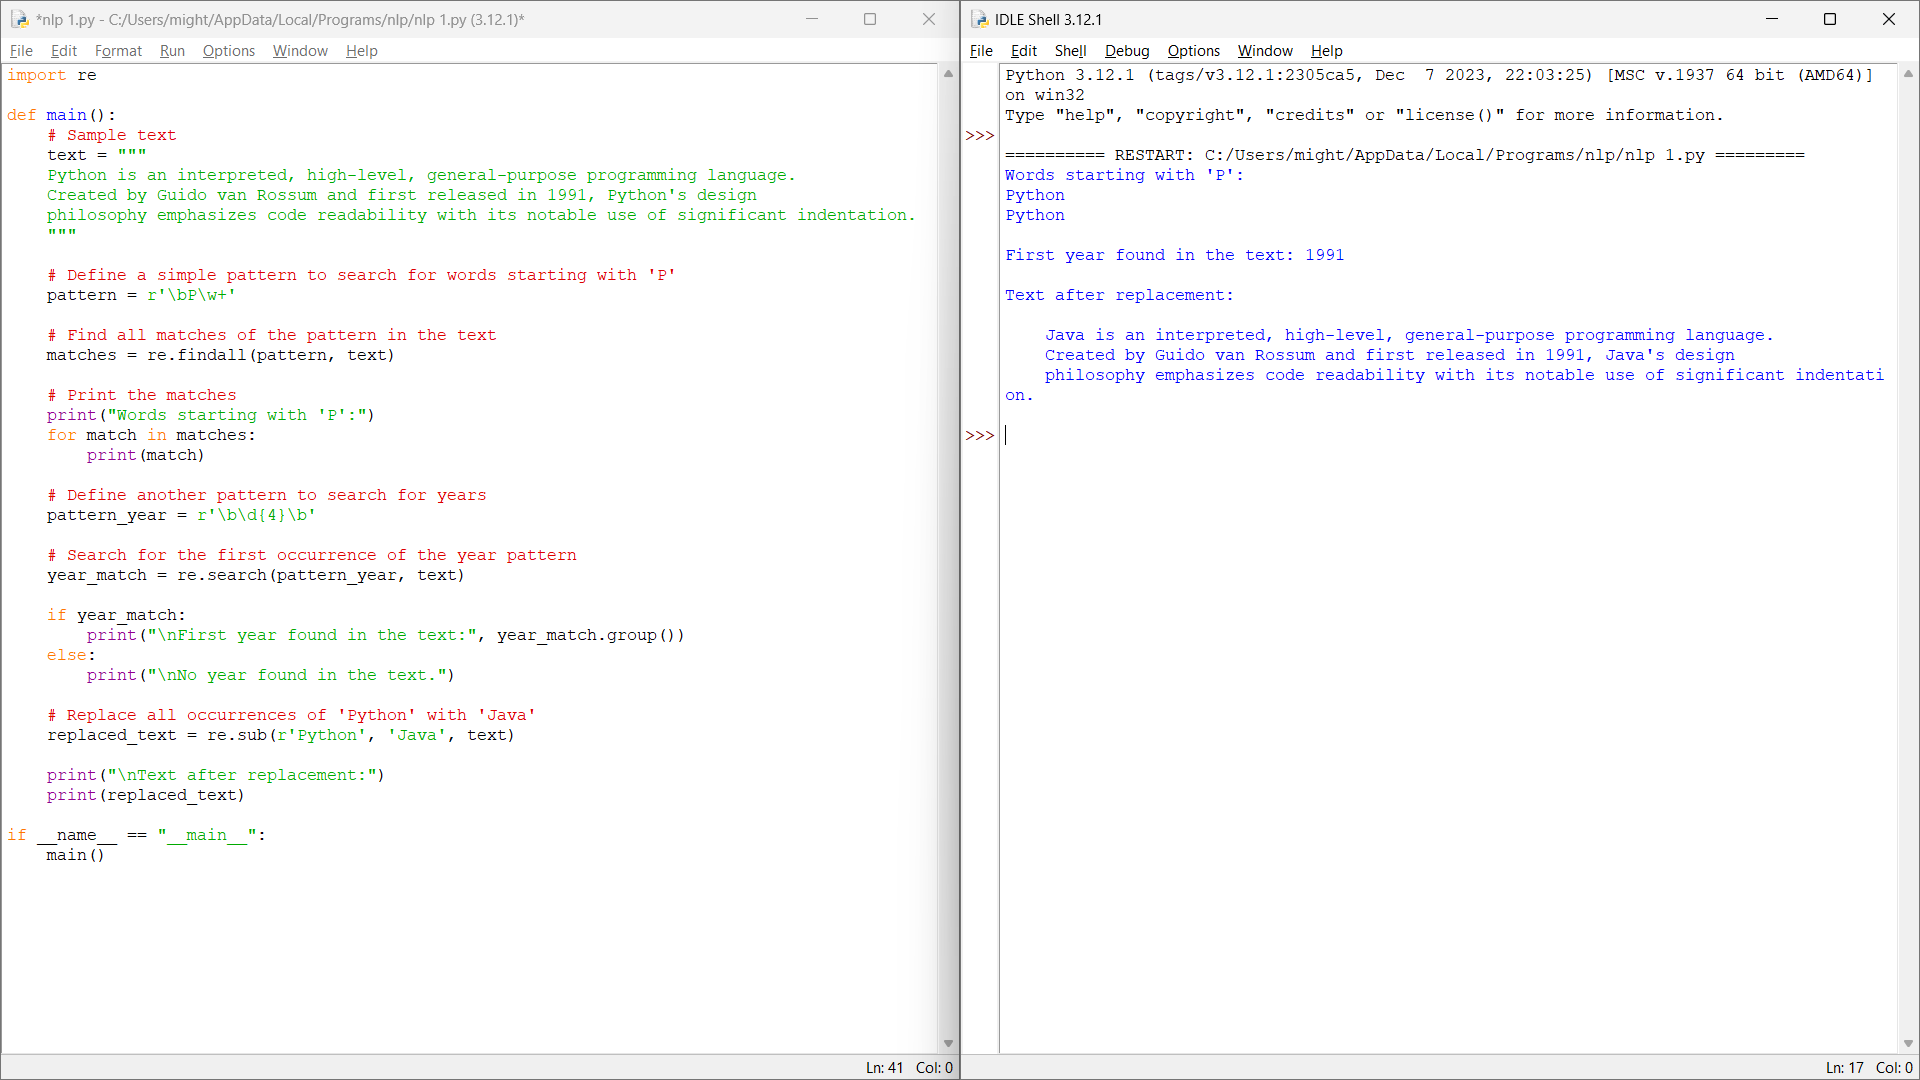 *nlp 1.py - C:/Users/might/AppData/Local/Programs/nlp/nlp 1.py (3.12.1)*
File Edit Format Run Options Window Help
import re

def main():
    # Sample text
    text = """
    Python is an interpreted, high-level, general-purpose programming language.
    Created by Guido van Rossum and first released in 1991, Python's design
    philosophy emphasizes code readability with its notable use of significant indentation.
    """

    # Define a simple pattern to search for words starting with 'P'
    pattern = r'\bP\w+'

    # Find all matches of the pattern in the text
    matches = re.findall(pattern, text)

    # Print the matches
    print("Words starting with 'P':")
    for match in matches:
        print(match)

    # Define another pattern to search for years
    pattern_year = r'\b\d{4}\b'

    # Search for the first occurrence of the year pattern
    year_match = re.search(pattern_year, text)

    if year_match:
        print("\nFirst year found in the text:", year_match.group())
    else:
        print("\nNo year found in the text.")

    # Replace all occurrences of 'Python' with 'Java'
    replaced_text = re.sub(r'Python', 'Java', text)

    print("\nText after replacement:")
    print(replaced_text)

if __name__ == "__main__":
    main()
Ln: 41 Col: 0
IDLE Shell 3.12.1
File Edit Shell Debug Options Window Help
Python 3.12.1 (tags/v3.12.1:2305ca5, Dec  7 2023, 22:03:25) [MSC v.1937 64 bit (AMD64)]
on win32
Type "help", "copyright", "credits" or "license()" for more information.
>>>
========== RESTART: C:/Users/might/AppData/Local/Programs/nlp/nlp 1.py =========
Words starting with 'P':
Python
Python

First year found in the text: 1991

Text after replacement:

    Java is an interpreted, high-level, general-purpose programming language.
    Created by Guido van Rossum and first released in 1991, Java's design
    philosophy emphasizes code readability with its notable use of significant indentati
on.

>>>
Ln: 17 Col: 0